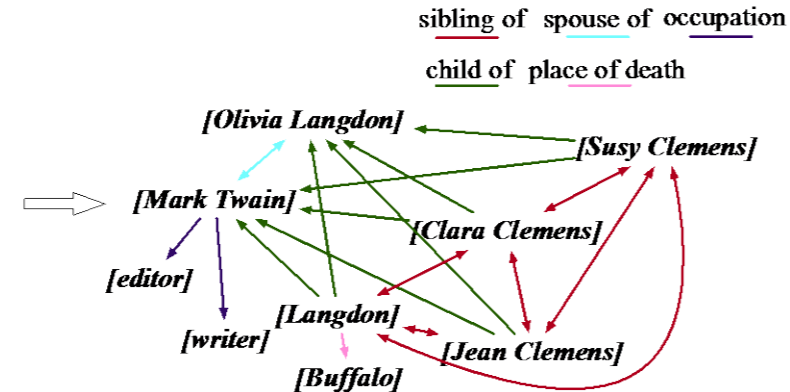 sibling of spouse of occupation
child of place of death
[Olivia Langdon]
[Susy Clemens]
[Mark Twain]
[Clara Clemens]
[editor]
[Langdon]
[writer]
[Jean Clemens]
[Buffalo]